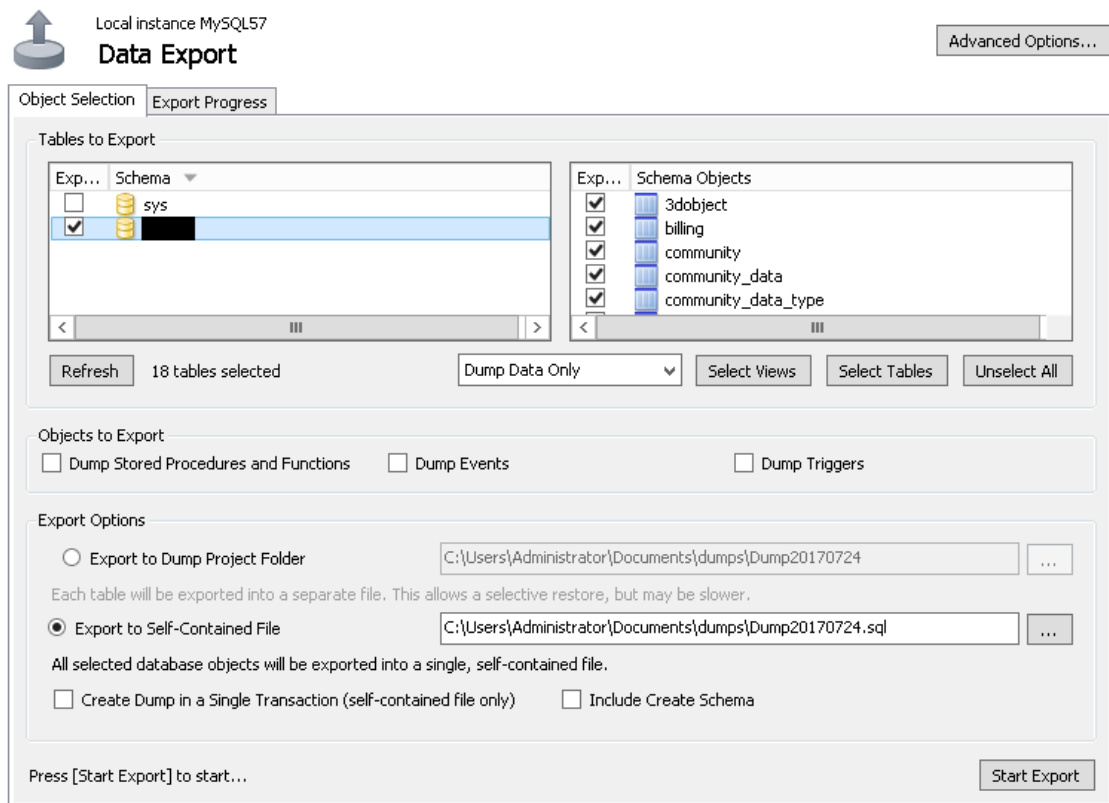 Local instance MySQL57
Data Export
Advanced Options...
Object Selection
Export Progress
Tables to Export
Exp... Schema
sys
Exp... Schema Objects
3dobject
billing
community
community_data
community_data_type
Refresh
18 tables selected
Dump Data Only
Select Views
Select Tables
Unselect All
Objects to Export
Dump Stored Procedures and Functions
Dump Events
Dump Triggers
Export Options
Export to Dump Project Folder
C:\Users\Administrator\Documents\dumps\Dump20170724
...
Each table will be exported into a separate file. This allows a selective restore, but may be slower.
Export to Self-Contained File
C:\Users\Administrator\Documents\dumps\Dump20170724.sql
...
All selected database objects will be exported into a single, self-contained file.
Create Dump in a Single Transaction (self-contained file only)
Include Create Schema
Press [Start Export] to start...
Start Export